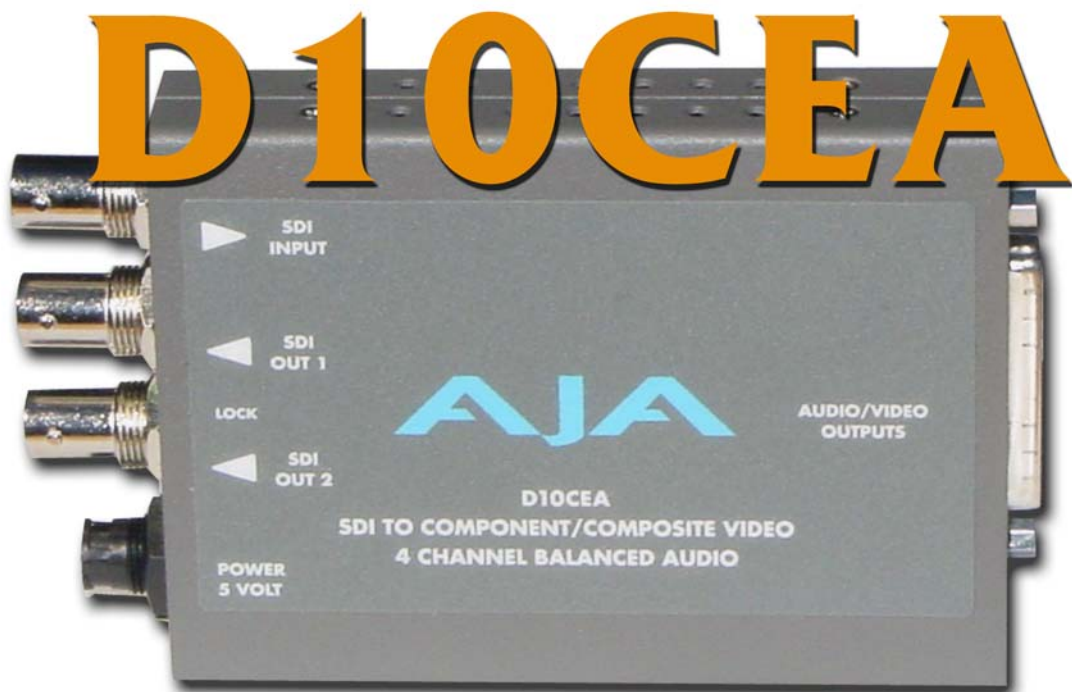 D10CEA
SDI
INPUT
SDI
OUT 1
LOCK
SDI
OUT 2
POWER
5 VOLT
AJA
D10CEA
SDI TO COMPONENT/COMPOSITE VIDEO
4 CHANNEL BALANCED AUDIO
AUDIO/VIDEO
OUTPUTS